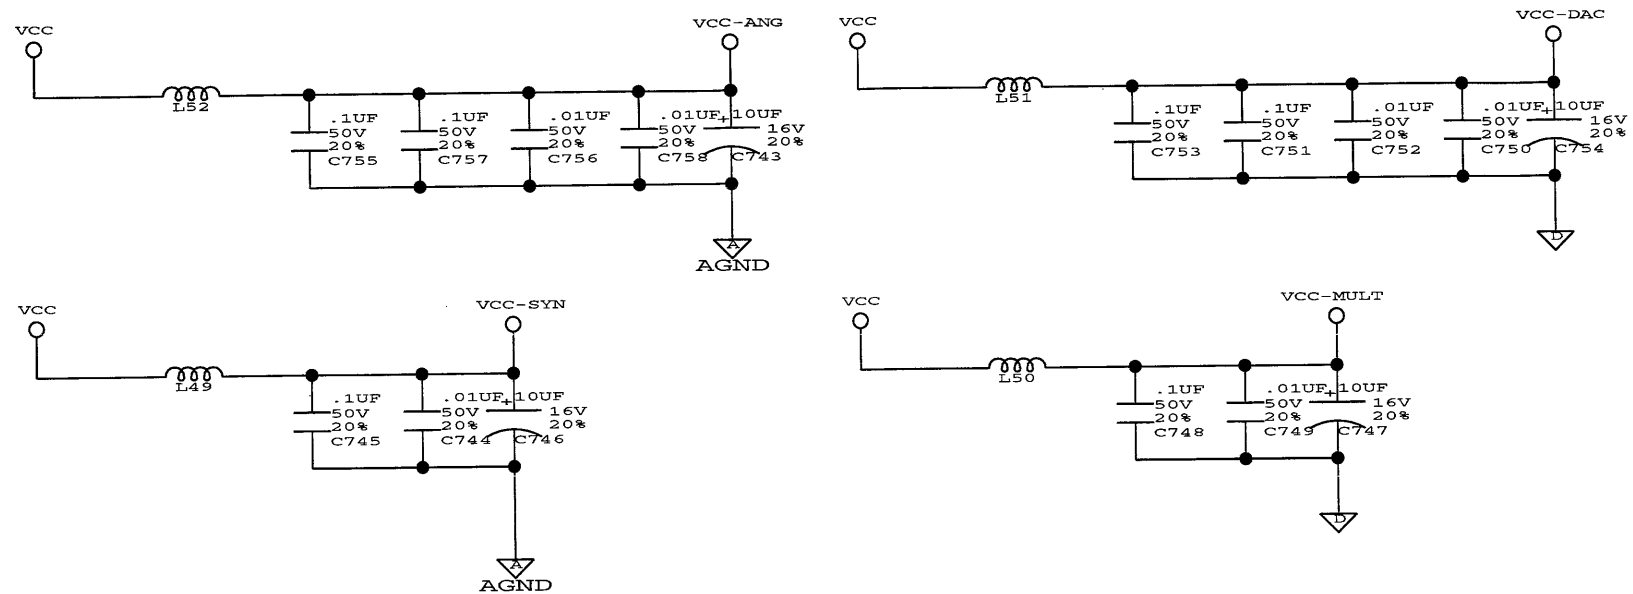 VCC
VCC-ANG
L52
.1UF
50V
20%
C755
.1UF
50V
20%
C757
.01UF
50V
20%
C756
.01UF
50V
20%
C758
+10UF
16V
20%
C743
A
AGND
VCC
VCC-DAC
L51
.1UF
50V
20%
C753
.1UF
50V
20%
C751
.01UF
50V
20%
C752
.01UF
50V
20%
C750
+10UF
16V
20%
C754
D
VCC
VCC-SYN
L49
.1UF
50V
20%
C745
.01UF
50V
20%
C744
+10UF
16V
20%
C746
A
AGND
VCC
VCC-MULT
L50
.1UF
50V
20%
C748
.01UF
50V
20%
C749
+10UF
16V
20%
C747
D